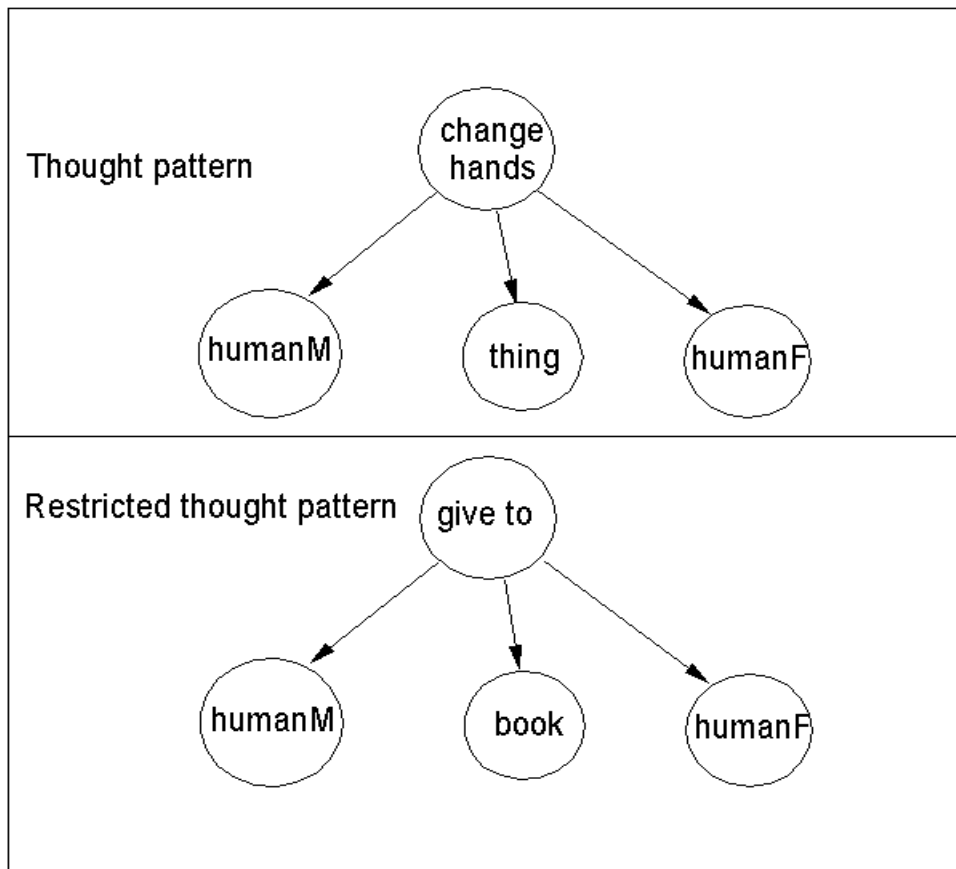 change
hands
Thought pattern
humanM
thing
humanF
Restricted thought pattern
give to
humanM
book
humanF